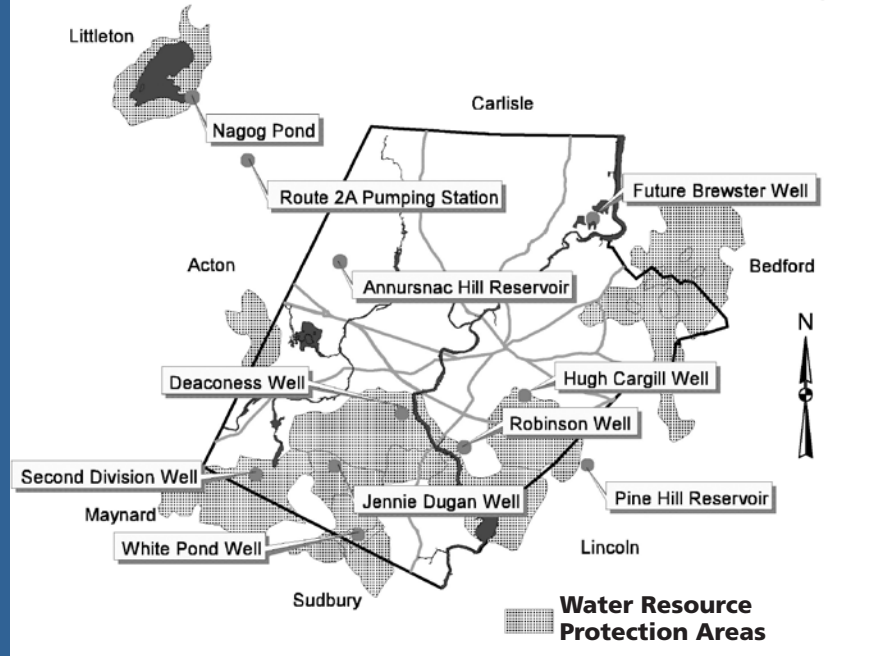 Littleton
Carlisle
Nagog Pond
Future Brewster Well
Route 2A Pumping Station
Acton
Bedford
Annursnac Hill Reservoir
N
Deaconess Well
Hugh Cargill Well
Robinson Well
Second Division Well
Jennie Dugan Well
Pine Hill Reservoir
Maynard
White Pond Well
Lincoln
Sudbury
Water Resource
Protection Areas